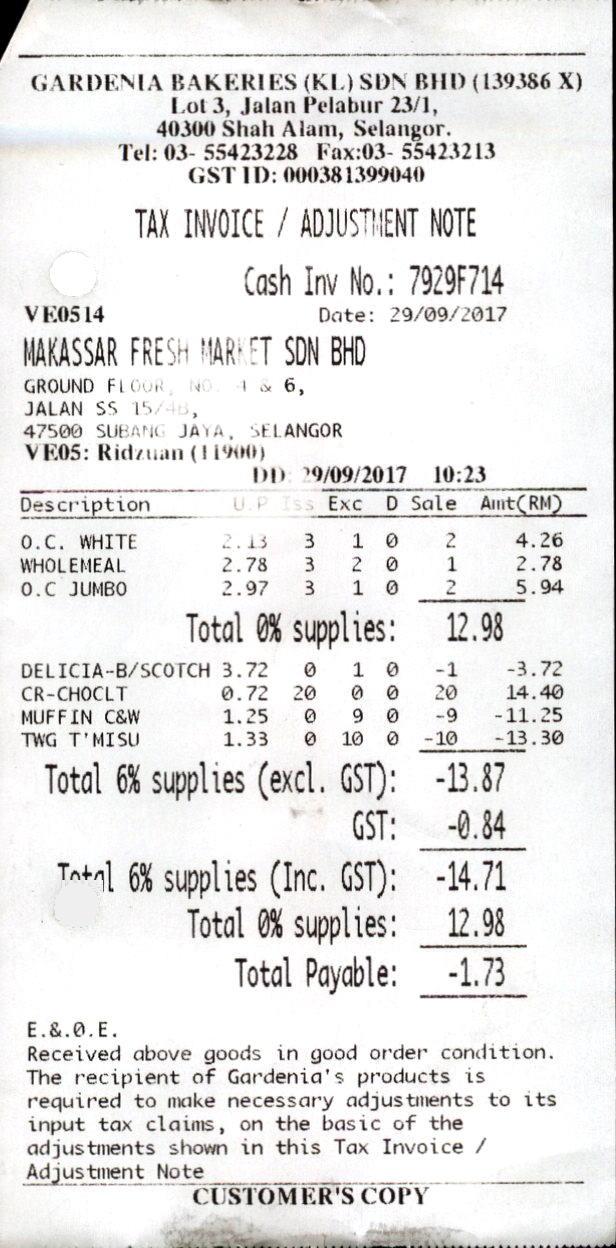 GARDENIA BAKERIES (KL) SDN BHD (139386 X)
Lot 3, Jalan Pelabur 23/1,
40300 Shah Alam, Selangor.
Tel: 03- 55423228 Fax:03- 55423213
GST ID: 000381399040
TAX INVOICE / ADJUSTMENT NOTE
Cash Inv No.: 7929F714
VE0514 Date: 29/09/2017
MAKASSAR FRESH MARKET SDN BHD
GROUND FLOOR, NO. 4 & 6,
JALAN SS 15/4B,
47500 SUBANG JAYA, SELANGOR
VE05: Ridzuan (11900)
DD: 29/09/2017 10:23
Description U.P Iss Exc D Sale Amt(RM)
O.C. WHITE 2.13 3 1 0 2 4.26
WHOLEMEAL 2.78 3 2 0 1 2.78
O.C JUMBO 2.97 3 1 0 2 5.94
Total 0% supplies: 12.98
DELICIA-B/SCOTCH 3.72 0 1 0 -1 -3.72
CR-CHOCLT 0.72 20 0 0 20 14.40
MUFFIN C&W 1.25 0 9 0 -9 -11.25
TWG T'MISU 1.33 0 10 0 -10 -13.30
Total 6% supplies (excl. GST): -13.87
GST: -0.84
Total 6% supplies (Inc. GST): -14.71
Total 0% supplies: 12.98
Total Payable: -1.73
E.&.O.E.
Received above goods in good order condition.
The recipient of Gardenia's products is
required to make necessary adjustments to its
input tax claims, on the basic of the
adjustments shown in this Tax Invoice /
Adjustment Note
CUSTOMER'S COPY